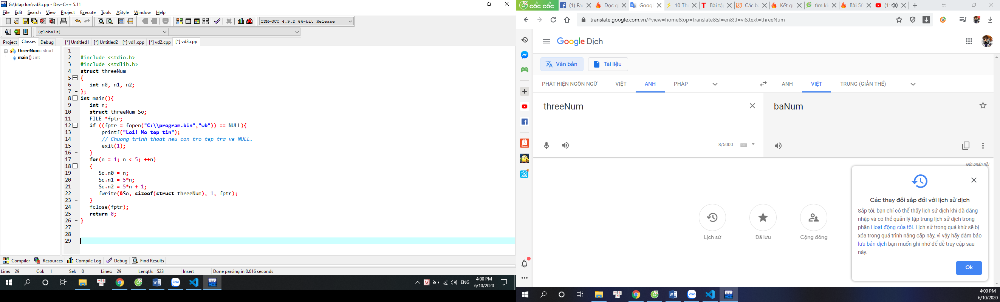 G:\btap lon\vd3.cpp - Dev-C++ 5.11
File Edit Search View Project Execute Tools AStyle Window Help
TDM-GCC 4.9.2 64-bit Release
(globals)
Project Classes Debug
[*] Untitled1 [*] Untitled2 [*] vd1.cpp [*] vd2.cpp [*] vd3.cpp
threeNum : struct
main () : int
1
2 #include <stdio.h>
3 #include <stdlib.h>
4 struct threeNum
5 {
6 int n0, n1, n2;
7 };
8 int main(){
9 int n;
10 struct threeNum So;
11 FILE *fptr;
12 if ((fptr = fopen("C:\\program.bin","wb")) == NULL){
13 printf("Loi! Mo tep tin");
14 // Chuong trinh thoat neu con tro tep tra ve NULL.
15 exit(1);
16 }
17 for(n = 1; n < 5; ++n)
18 {
19 So.n0 = n;
20 So.n1 = 5*n;
21 So.n2 = 5*n + 1;
22 fwrite(&So, sizeof(struct threeNum), 1, fptr);
23 }
24 fclose(fptr);
25 return 0;
26 }
27
28
29
Compiler Resources Compile Log Debug Find Results
Line: 29 Col: 1 Sel: 0 Lines: 29 Length: 523 Insert Done parsing in 0.016 seconds
ENG
4:00 PM
6/10/2020
cốc cốc (1) Fac Đọc g Googl 10 Th Bài tậ 123 Các b Kết q tìm ki Bài 50 (1
translate.google.com.vn/#view=home&op=translate&sl=en&tl=vi&text=threeNum
Google Dịch
Văn bản Tài liệu
PHÁT HIỆN NGÔN NGỮ VIỆT ANH PHÁP ANH VIỆT TRUNG (GIẢN THỂ)
threeNum
baNum
8/5000
Gửi phản hồi
Lịch sử Đã lưu Cộng đồng
Các thay đổi sắp đối với lịch sử dịch
Sắp tới, bạn chỉ có thể thấy lịch sử dịch khi đã đăng
nhập và có thể quản lý tập trung lịch sử dịch trong
phần Hoạt động của tôi. Lịch sử trong quá khứ sẽ bị
xóa trong quá trình nâng cấp này, vì vậy hãy đảm bảo
lưu bản dịch bạn muốn ghi nhớ để dễ truy cập sau
này.
Ok
4:00 PM
6/10/2020